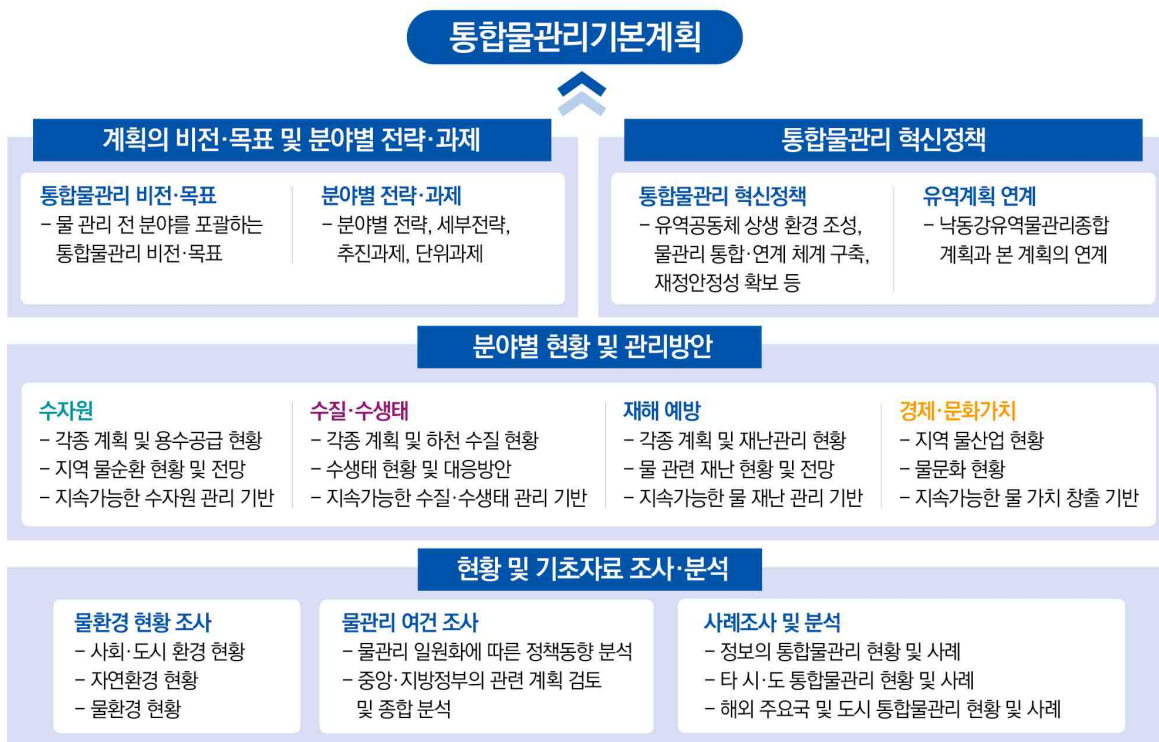 통합물관리기본계획
계획의 비전·목표 및 분야별 전략·과제
통합물관리 비전·목표
– 물 관리 전 분야를 포괄하는
통합물관리 비전·목표
분야별 전략·과제
– 분야별 전략, 세부전략,
추진과제, 단위과제
통합물관리 혁신정책
통합물관리 혁신정책
– 유역공동체 상생 환경 조성,
물관리 통합·연계 체계 구축,
재정안정성 확보 등
유역계획 연계
– 낙동강유역물관리종합
계획과 본 계획의 연계
분야별 현황 및 관리방안
수자원
– 각종 계획 및 용수공급 현황
– 지역 물순환 현황 및 전망
– 지속가능한 수자원 관리 기반
수질·수생태
– 각종 계획 및 하천 수질 현황
– 수생태 현황 및 대응방안
– 지속가능한 수질·수생태 관리 기반
재해 예방
– 각종 계획 및 재난관리 현황
– 물 관련 재난 현황 및 전망
– 지속가능한 물 재난 관리 기반
경제·문화가치
– 지역 물산업 현황
– 물문화 현황
– 지속가능한 물 가치 창출 기반
현황 및 기초자료 조사·분석
물환경 현황 조사
– 사회·도시 환경 현황
– 자연환경 현황
– 물환경 현황
물관리 여건 조사
– 물관리 일원화에 따른 정책동향 분석
– 중앙·지방정부의 관련 계획 검토
및 종합 분석
사례조사 및 분석
– 정보의 통합물관리 현황 및 사례
– 타 시·도 통합물관리 현황 및 사례
– 해외 주요국 및 도시 통합물관리 현황 및 사례